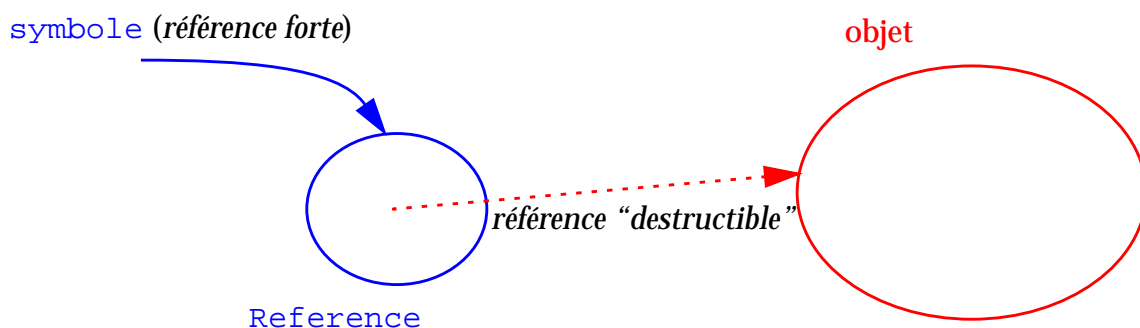 symbole (référence forte)
objet
référence “destructible”
Reference